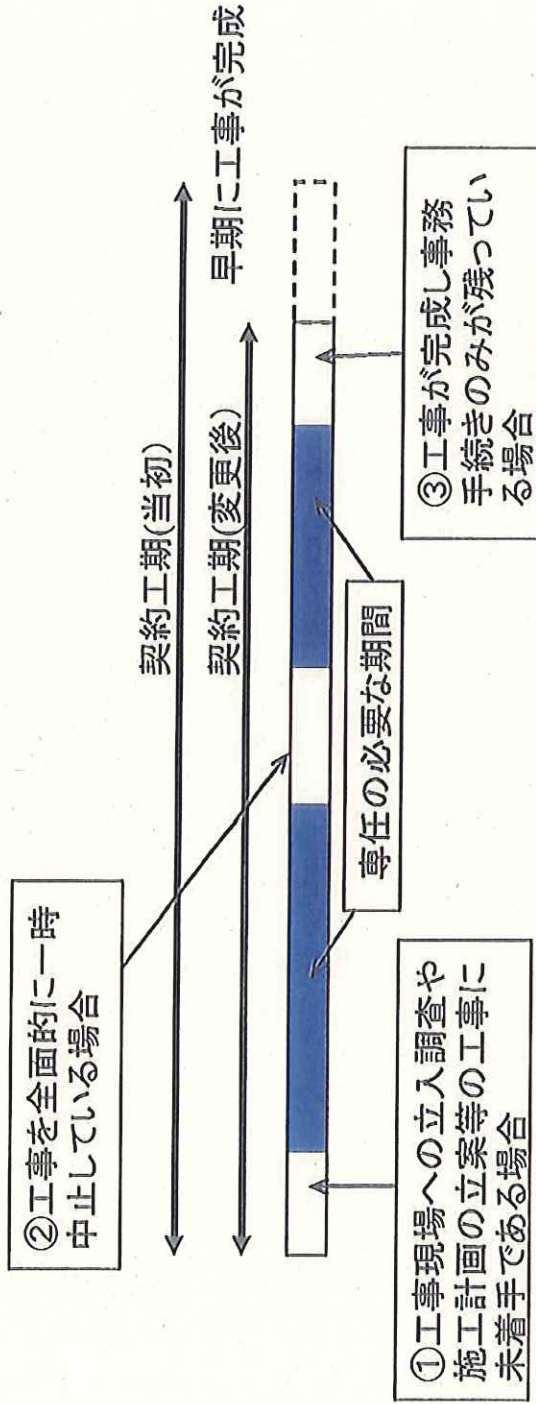 ②工事を全面的に一時
中止している場合
契約工期(当初)
契約工期(変更後)
早期に工事が完成
専任の必要な期間
①工事現場への立入調査や
施工計画の立案等の工事に
未着手である場合
③工事が完成し事務
手続きのみが残ってい
る場合